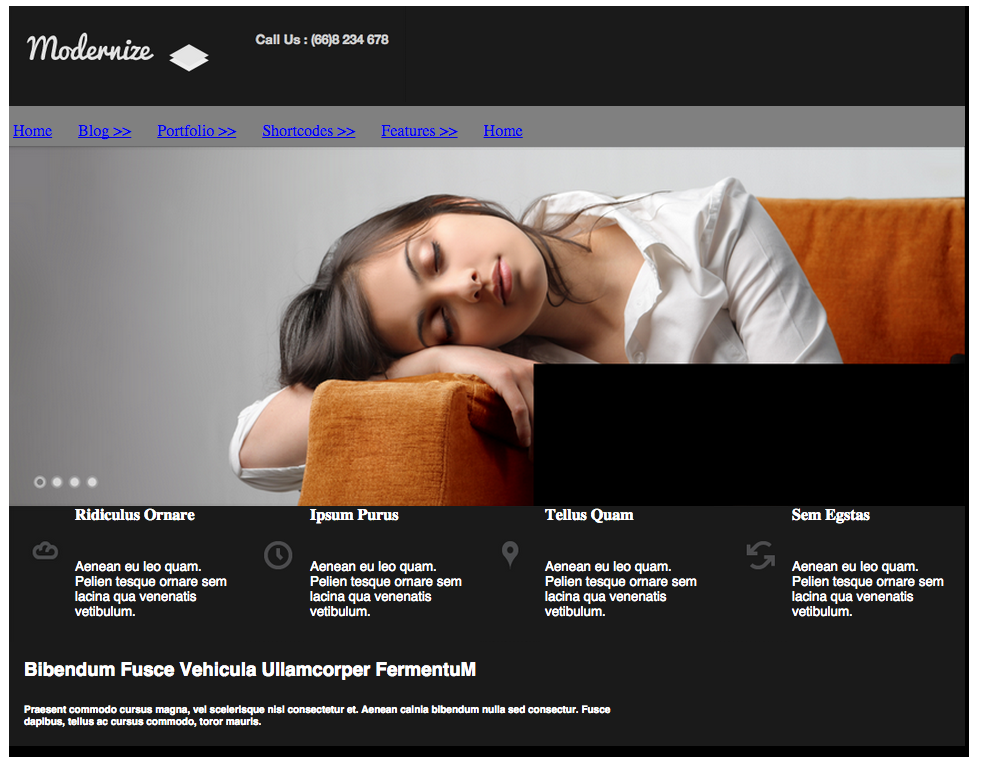 Modernize
Call Us : (66)8 234 678
Home Blog >> Portfolio >> Shortcodes >> Features >> Home
Ridiculus Ornare
Aenean eu leo quam.
Pelien tesque ornare sem
lacina qua venenatis
vetibulum.
Ipsum Purus
Aenean eu leo quam.
Pelien tesque ornare sem
lacina qua venenatis
vetibulum.
Tellus Quam
Aenean eu leo quam.
Pelien tesque ornare sem
lacina qua venenatis
vetibulum.
Sem Egstas
Aenean eu leo quam.
Pelien tesque ornare sem
lacina qua venenatis
vetibulum.
Bibendum Fusce Vehicula Ullamcorper FermentuM
Praesent commodo cursus magna, vel scelerisque nisl consectetur et. Aenean cainia bibendum nulla sed consectur. Fusce
dapibus, tellus ac cursus commodo, toror mauris.